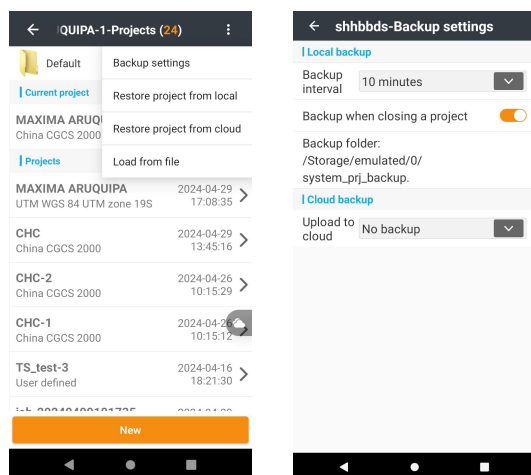 QUIPA-1-Projects (24)
Default
Backup settings
Restore project from local
Restore project from cloud
Load from file
Current project
MAXIMA ARUQ
China CGCS 2000
Projects
MAXIMA ARUQUIPA
2024-04-29
UTM WGS 84 UTM zone 19S
17:08:35
CHC
2024-04-29
China CGCS 2000
13:45:16
CHC-2
2024-04-26
China CGCS 2000
10:15:29
CHC-1
2024-04-26
China CGCS 2000
10:15:12
TS_test-3
2024-04-16
User defined
18:21:30
New
shhbbds-Backup settings
Local backup
Backup
interval
10 minutes
Backup when closing a project
Backup folder:
/Storage/emulated/0/
system_prj_backup.
Cloud backup
Upload to
cloud
No backup